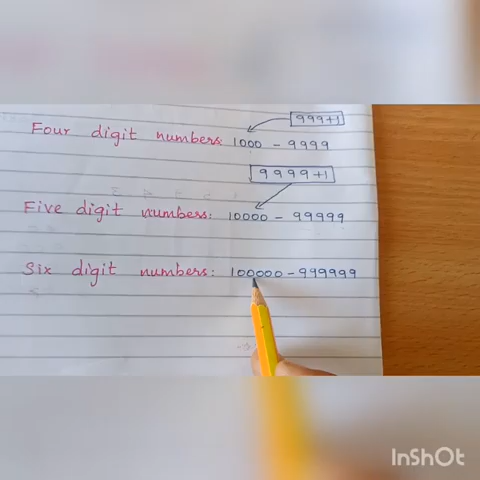 999+1
Four digit numbers: 1000 - 9999
9999+1
Five digit numbers: 10000 - 99999
Six digit numbers: 100000 - 999999
InShOt